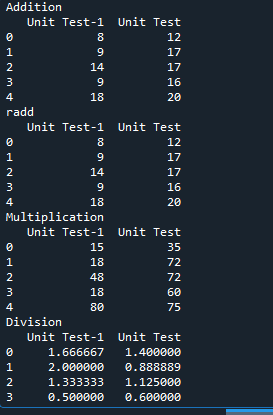 Addition
Unit Test-1 Unit Test
0 8 12
1 9 17
2 14 17
3 9 16
4 18 20
radd
Unit Test-1 Unit Test
0 8 12
1 9 17
2 14 17
3 9 16
4 18 20
Multiplication
Unit Test-1 Unit Test
0 15 35
1 18 72
2 48 72
3 18 60
4 80 75
Division
Unit Test-1 Unit Test
0 1.666667 1.400000
1 2.000000 0.888889
2 1.333333 1.125000
3 0.500000 0.600000